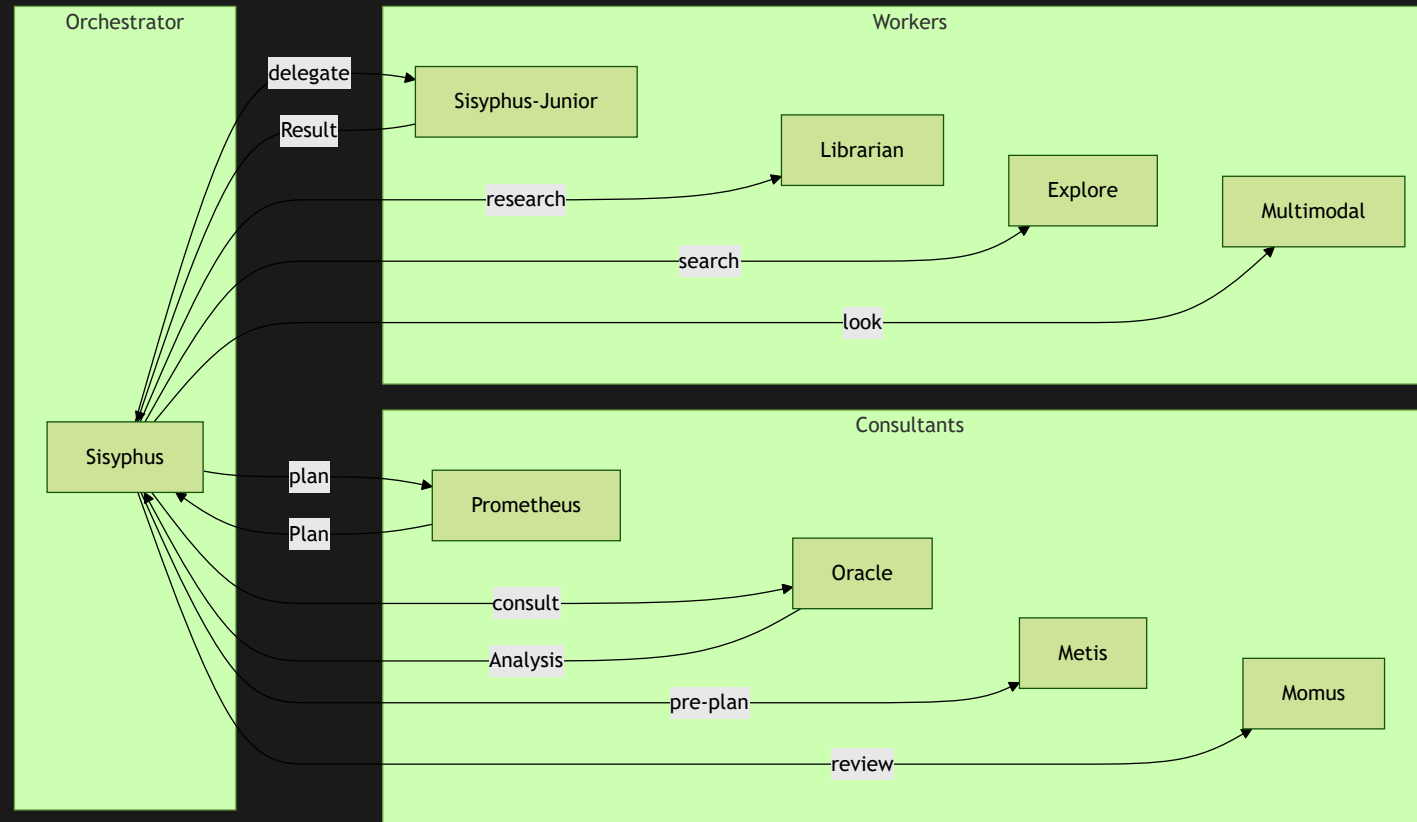 Orchestrator
Workers
delegate
Sisyphus-Junior
Result
Librarian
research
Explore
Multimodal
search
look
Consultants
Sisyphus
plan
Prometheus
Plan
Oracle
consult
Analysis
Metis
pre-plan
Momus
review